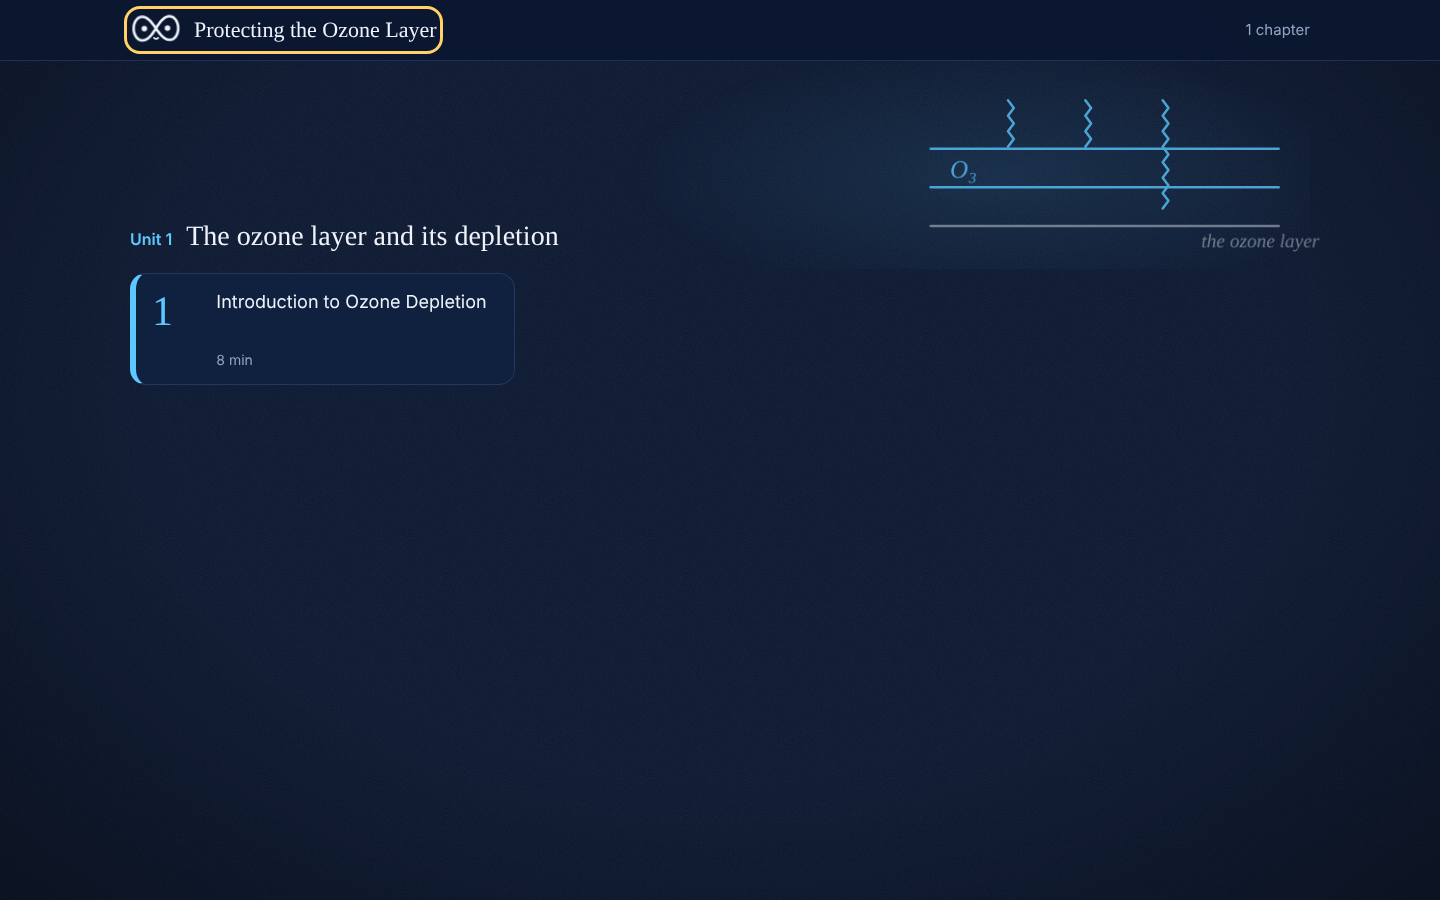 Protecting the Ozone Layer
1 chapter
O₃
the ozone layer
Unit 1 The ozone layer and its depletion
1
Introduction to Ozone Depletion
8 min